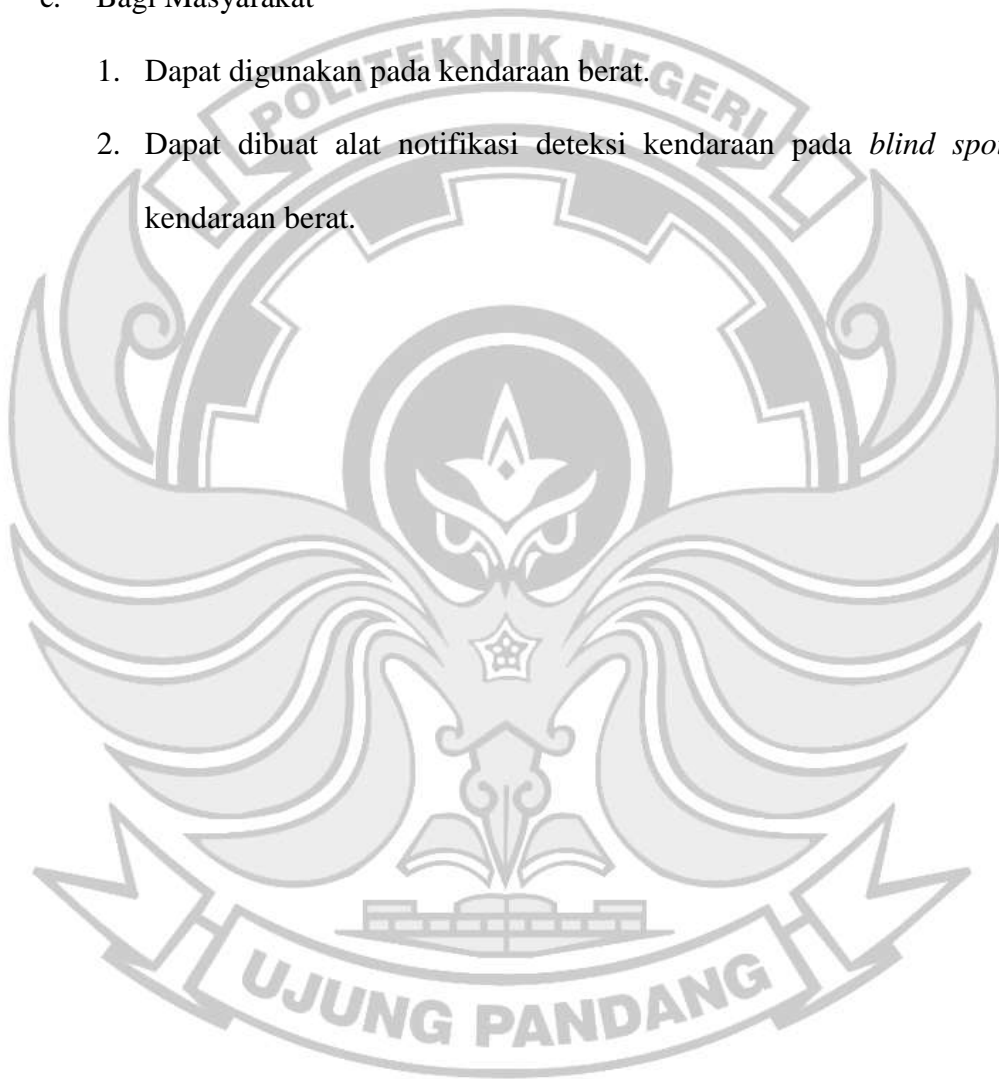 c. Bagi Masyarakat
1. Dapat digunakan pada kendaraan berat.
2. Dapat dibuat alat notifikasi deteksi kendaraan pada blind spot
kendaraan berat.
POLITEKNIK NEGERI
UJUNG PANDANG